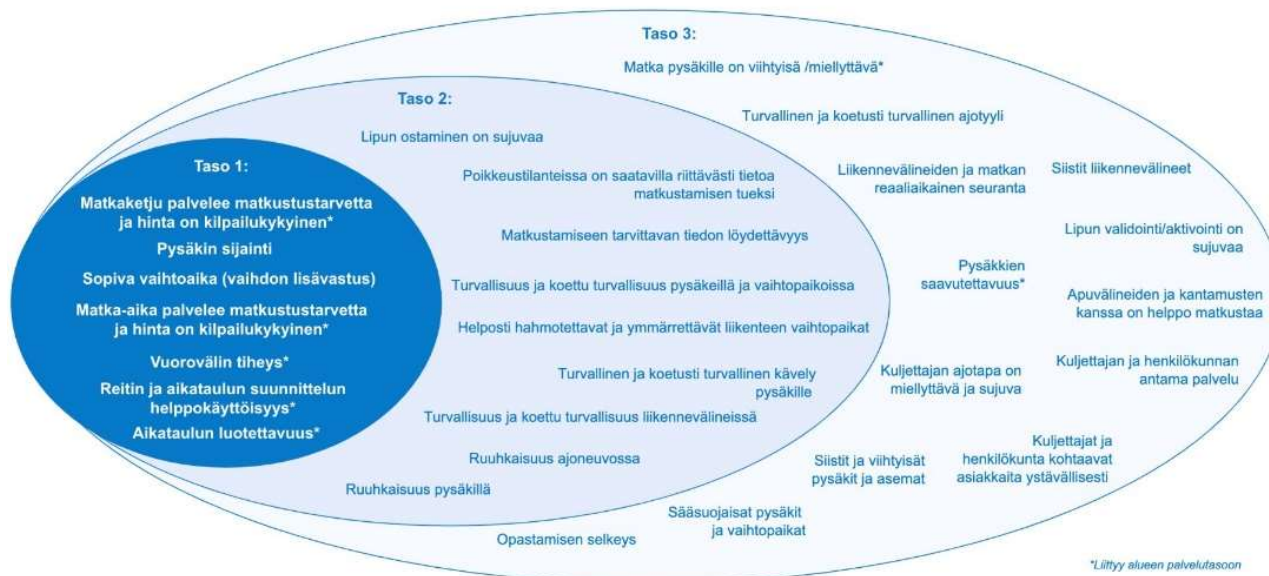 Taso 3:
Matka pysäkille on viihtyisä /miellyttävä*
Turvallinen ja koetusti turvallinen ajotyyli
Liikennevälineiden ja matkan
reaaliaikainen seuranta
Siistit liikennevälineet
Lipun validointi/aktivointi on
sujuvaa
Pysäkkien
saavutettavuus*
Apuvälineiden ja kantamusten
kanssa on helppo matkustaa
Kuljettajan ajotapa on
miellyttävä ja sujuva
Kuljettajan ja henkilökunnan
antama palvelu
Kuljettajat ja
henkilökunta kohtaavat
asiakkaita ystävällisesti
Siistit ja viihtyisät
pysäkit ja asemat
Sääsuojaisat pysäkit
ja vaihtopaikat
Opastamisen selkeys
Taso 2:
Lipun ostaminen on sujuvaa
Poikkeustilanteissa on saatavilla riittävästi tietoa
matkustamisen tueksi
Matkustamiseen tarvittavan tiedon löydettävyys
Turvallisuus ja koettu turvallisuus pysäkeillä ja vaihtopaikoissa
Helposti hahmotettavat ja ymmärrettävät liikenteen vaihtopaikat
Turvallinen ja koetusti turvallinen kävely
pysäkille
Turvallisuus ja koettu turvallisuus liikennevälineissä
Ruuhkaisuus ajoneuvossa
Ruuhkaisuus pysäkillä
Taso 1:
Matkaketju palvelee matkustustarvetta
ja hinta on kilpailukykyinen*
Pysäkin sijainti
Sopiva vaihtoaika (vaihdon lisävastus)
Matka-aika palvelee matkustustarvetta
ja hinta on kilpailukykyinen*
Vuorovälin tiheys*
Reitin ja aikataulun suunnittelun
helppokäyttöisyys*
Aikataulun luotettavuus*
*Liittyy alueen palvelutasoon